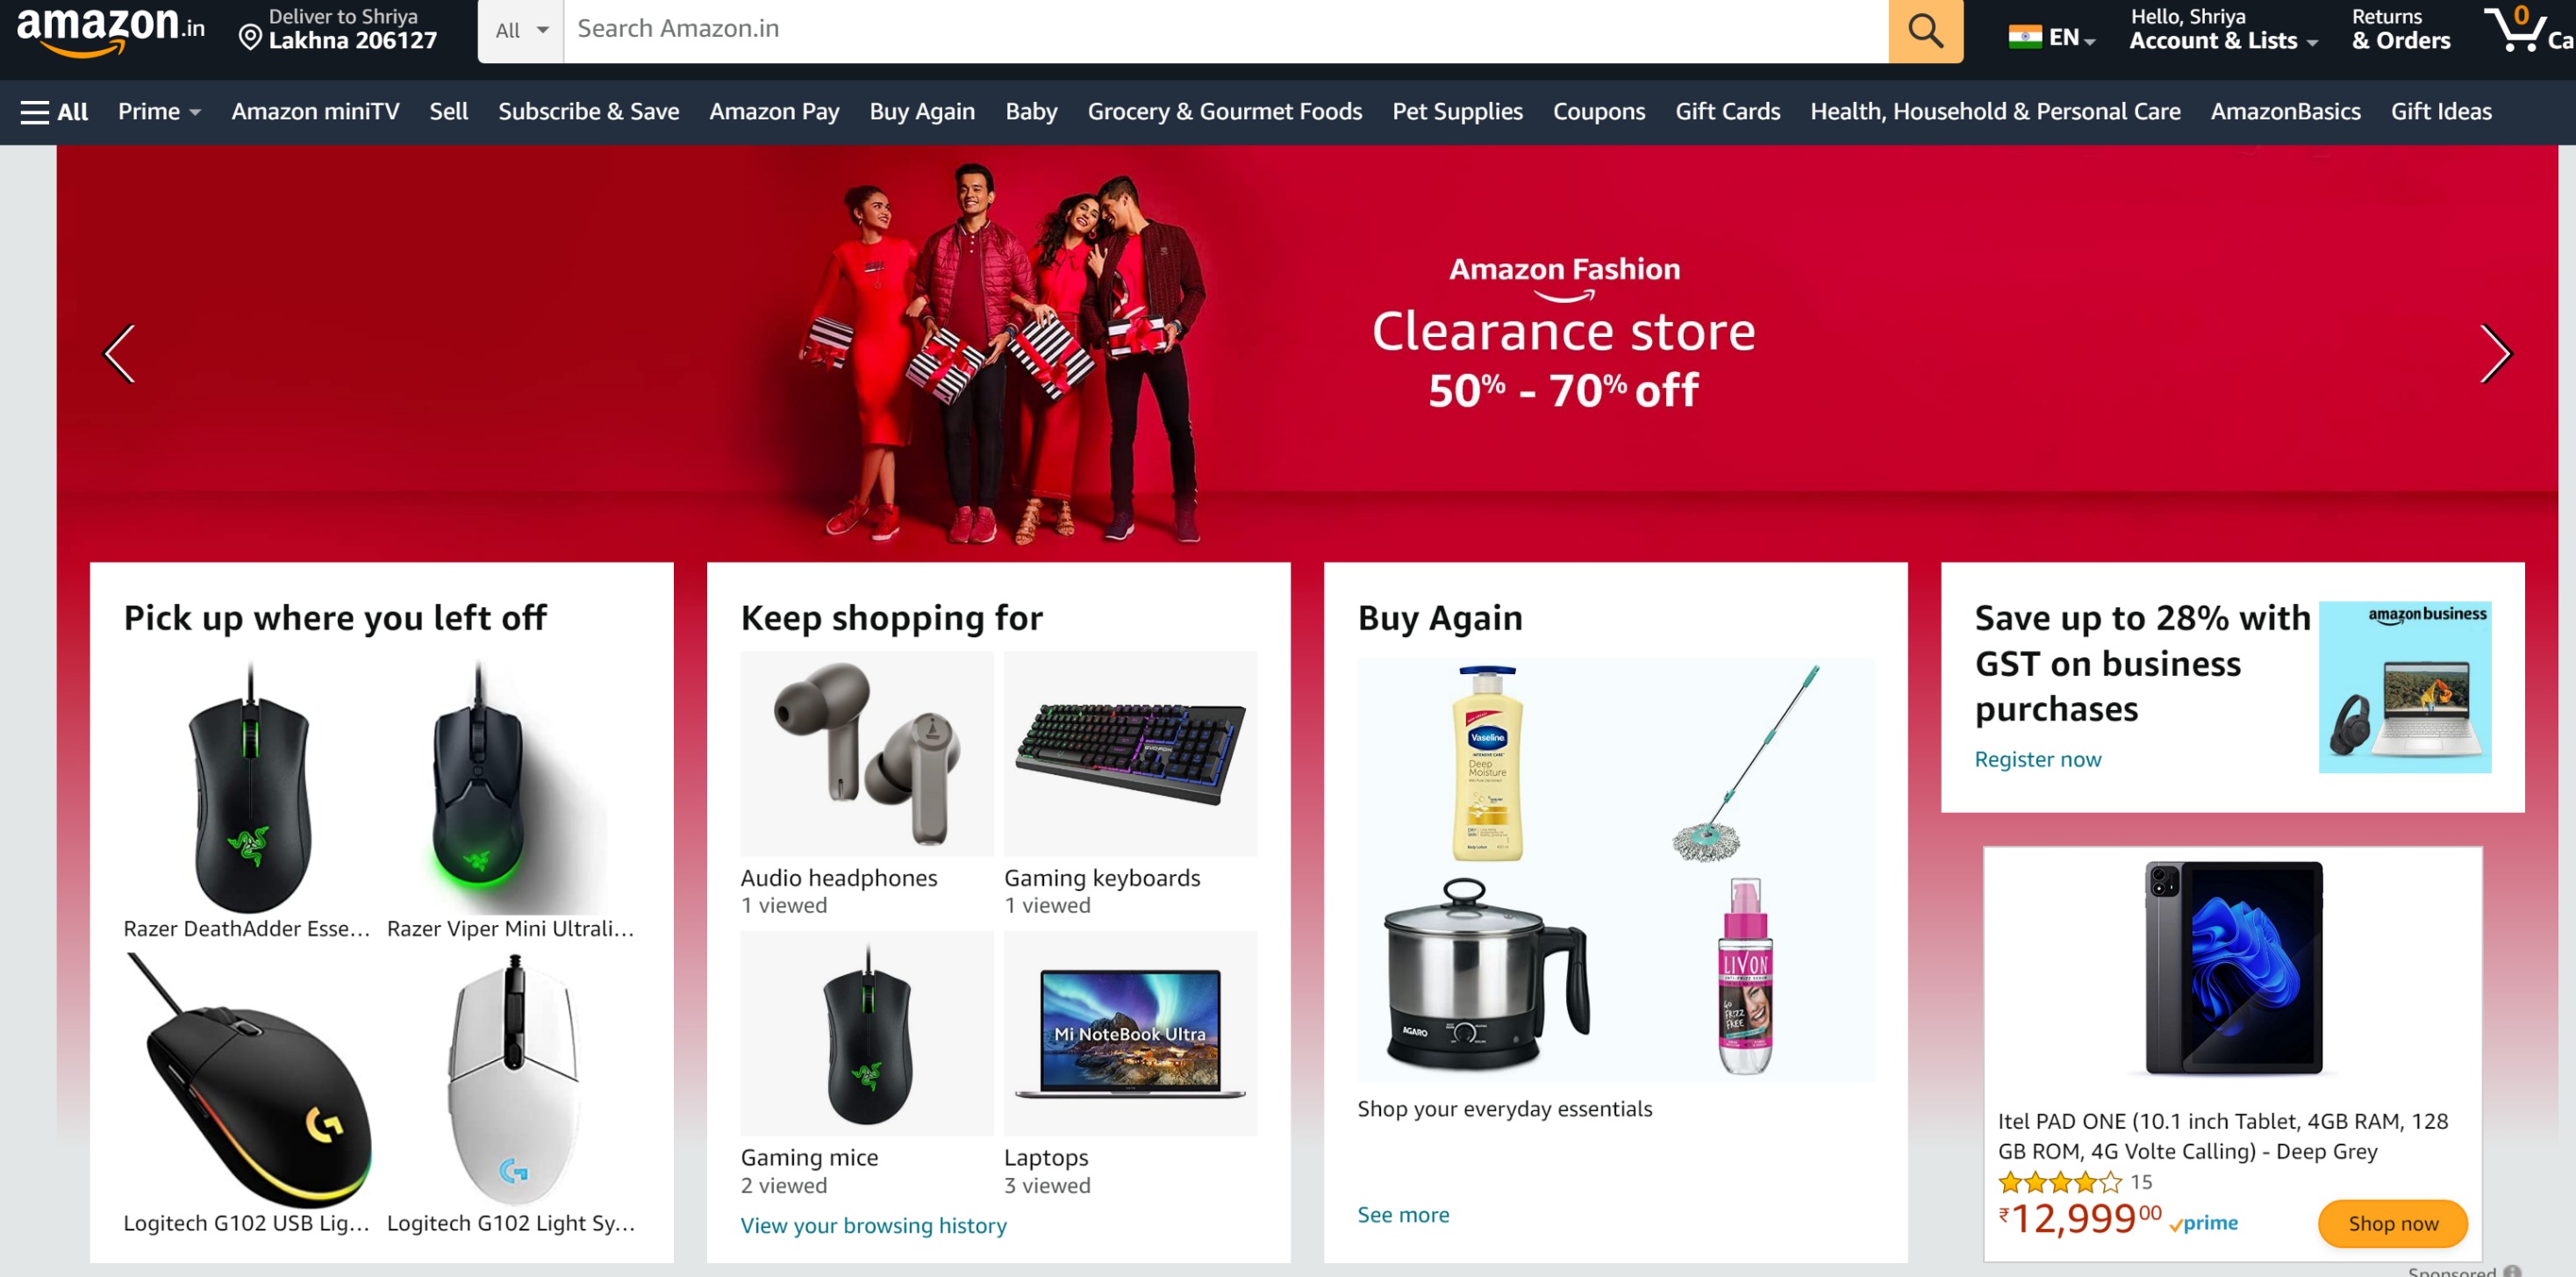 amazon.in
Deliver to Shriya
Lakhna 206127
All
Search Amazon.in
EN
Hello, Shriya
Account & Lists
Returns
& Orders
0
Ca
All Prime Amazon miniTV Sell Subscribe & Save Amazon Pay Buy Again Baby Grocery & Gourmet Foods Pet Supplies Coupons Gift Cards Health, Household & Personal Care AmazonBasics Gift Ideas
Amazon Fashion
Clearance store
50% - 70% off
Pick up where you left off
Razer DeathAdder Esse...
Razer Viper Mini Ultrali...
Logitech G102 USB Lig...
Logitech G102 Light Sy...
Keep shopping for
Audio headphones
1 viewed
Gaming keyboards
1 viewed
Mi NoteBook Ultra
Gaming mice
2 viewed
Laptops
3 viewed
View your browsing history
Buy Again
Vaseline
INTENSIVE CARE
Deep
Moisture
AGARO
LIVON
FRIZZ
FREE
Shop your everyday essentials
See more
Save up to 28% with
GST on business
purchases
Register now
amazon business
Itel PAD ONE (10.1 inch Tablet, 4GB RAM, 128
GB ROM, 4G Volte Calling) - Deep Grey
15
₹12,99900 prime
Shop now
Sponsored